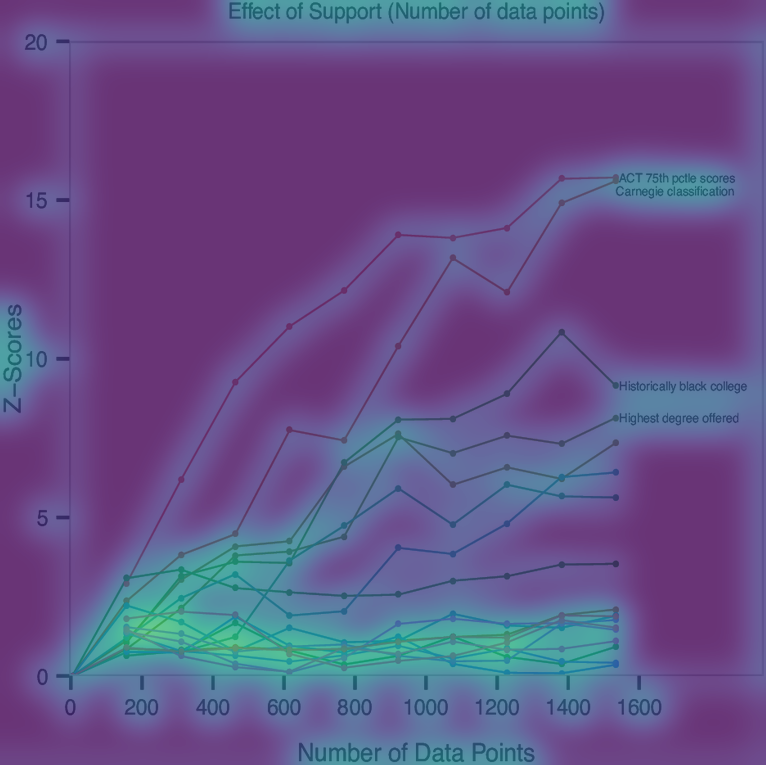 Effect of Support (Number of data points)
20
15
10
5
0
Z-Scores
ACT 75th pctle scores
Carnegie classification
Historically black college
Highest degree offered
0 200 400 600 800 1000 1200 1400 1600
Number of Data Points